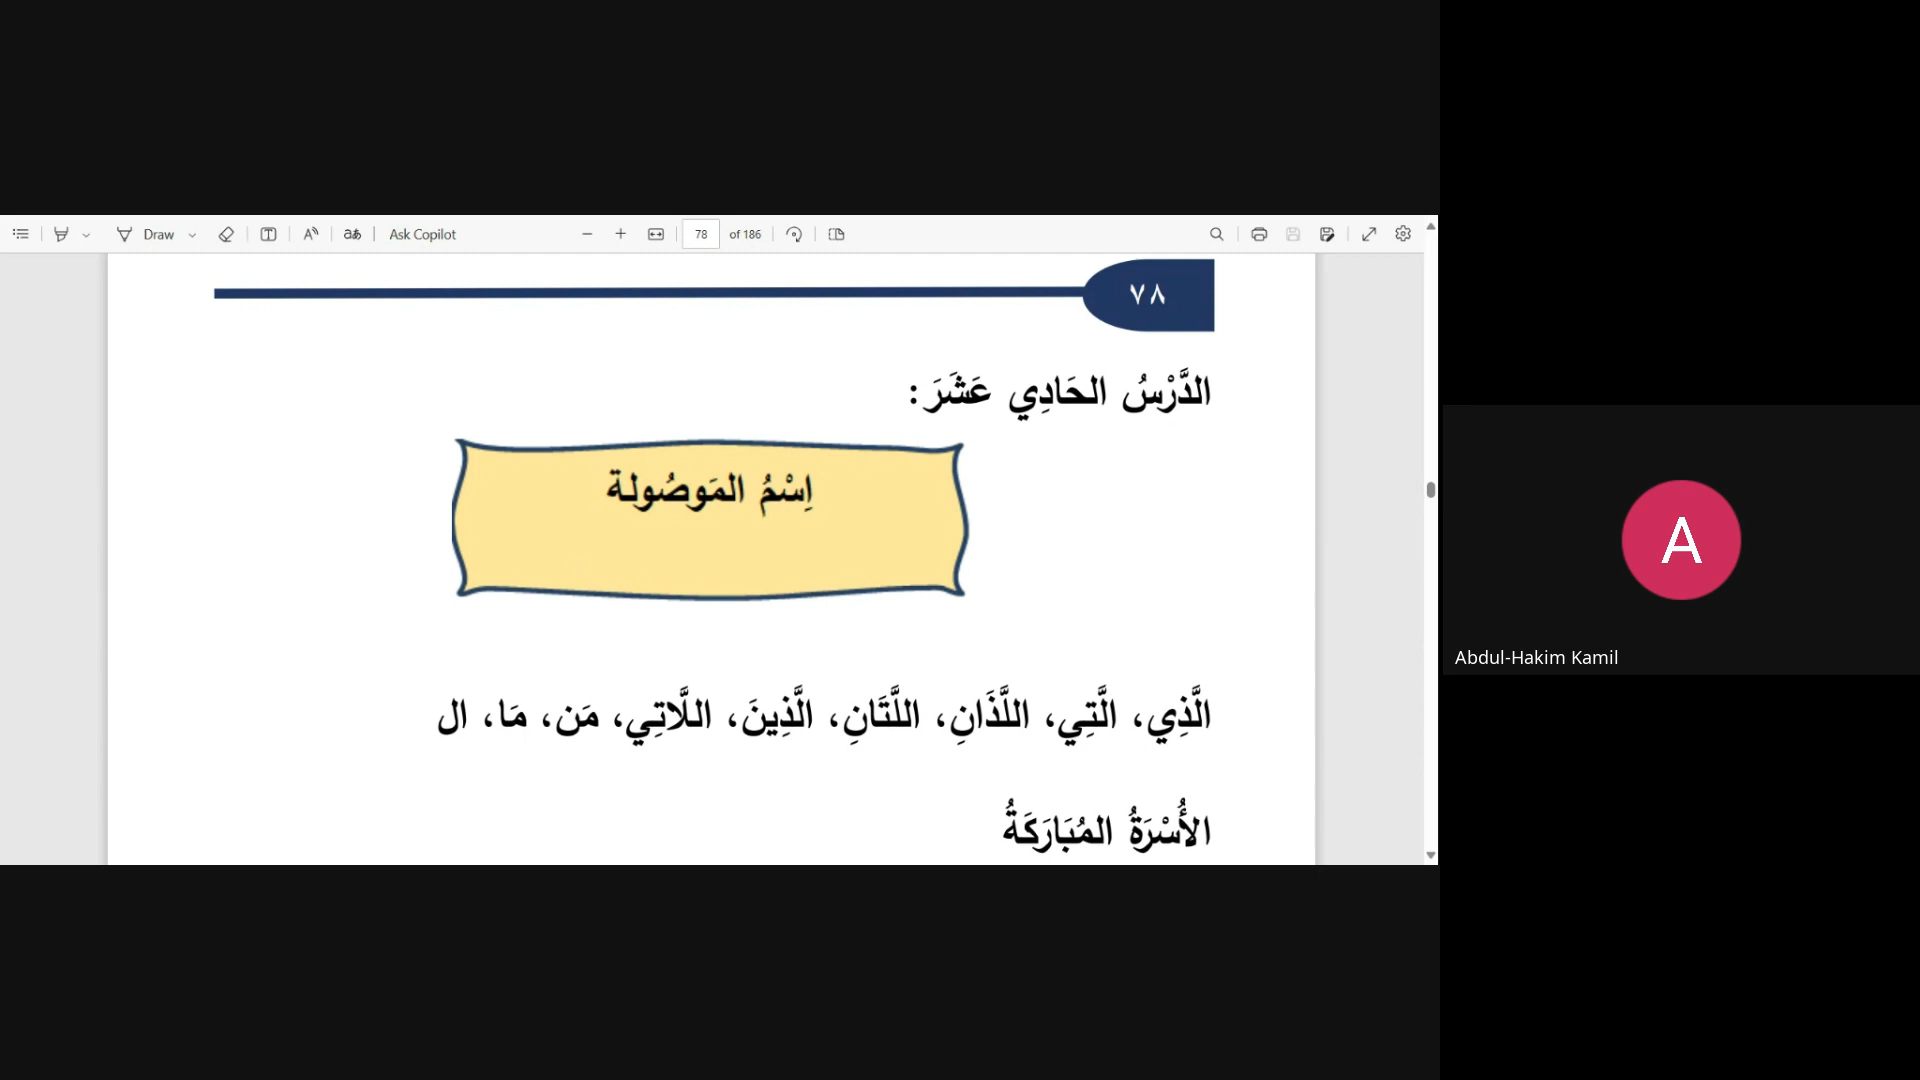 Draw
Ask Copilot
78 of 186
٧٨
الدَّرْسُ الحَادِي عَشَرَ:
اِسْمُ المَوصُولة
الَّذِي، الَّتِي، اللَّذَانِ، اللَّتَانِ، الَّذِينَ، اللَّاتِي، مَن، مَا، ال
الأُسْرَةُ المُبَارَكَةُ
A
Abdul-Hakim Kamil